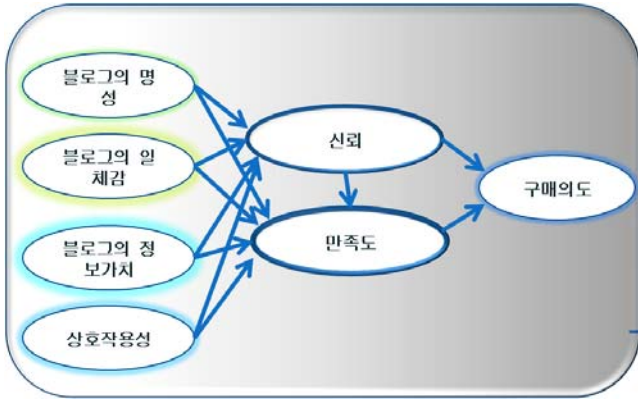 블로그의 명
성
블로그의 일
체감
블로그의 정
보가치
상호작용성
신뢰
만족도
구매의도